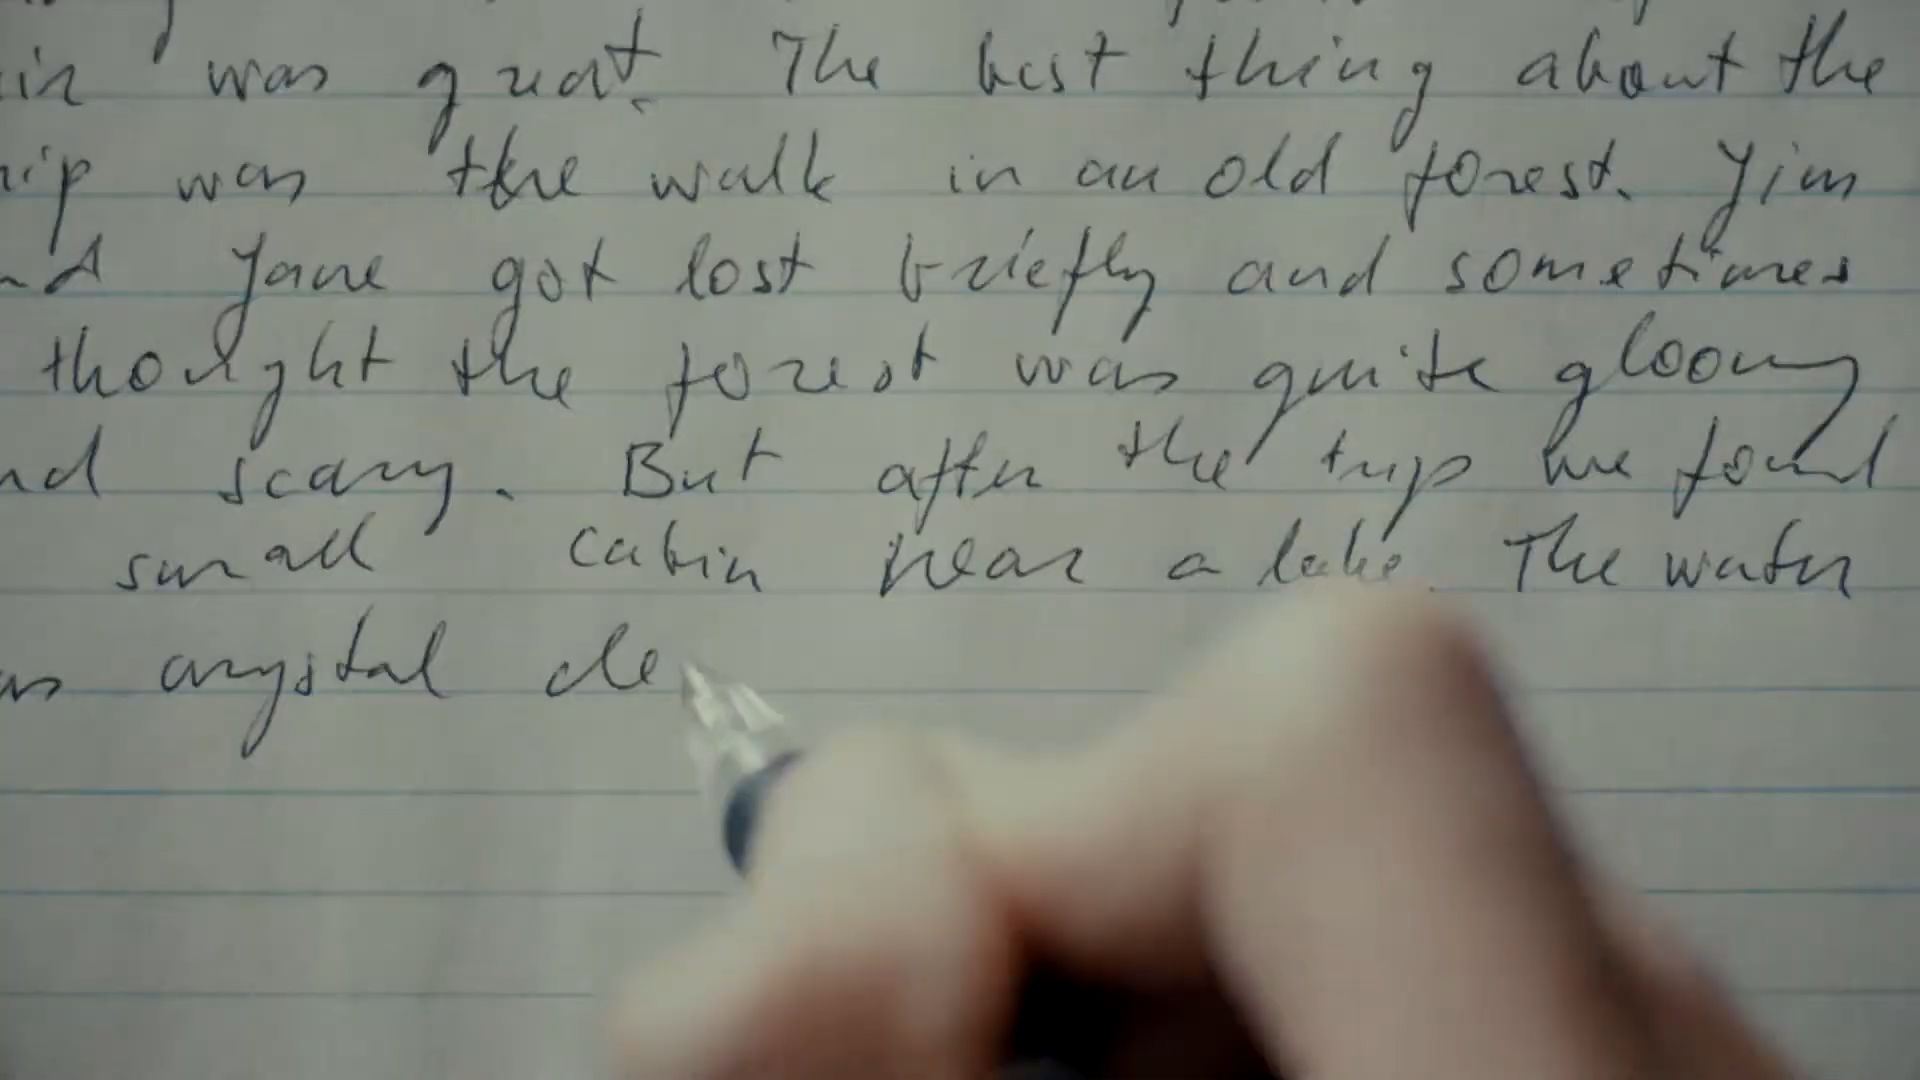 was great. The best thing about the
was the walk in an old forest. Jim
Jane got lost briefly and sometimes
thought the forest was quite gloomy
scary. But after the trip we found
small cabin near a lake. The water
crystal cle